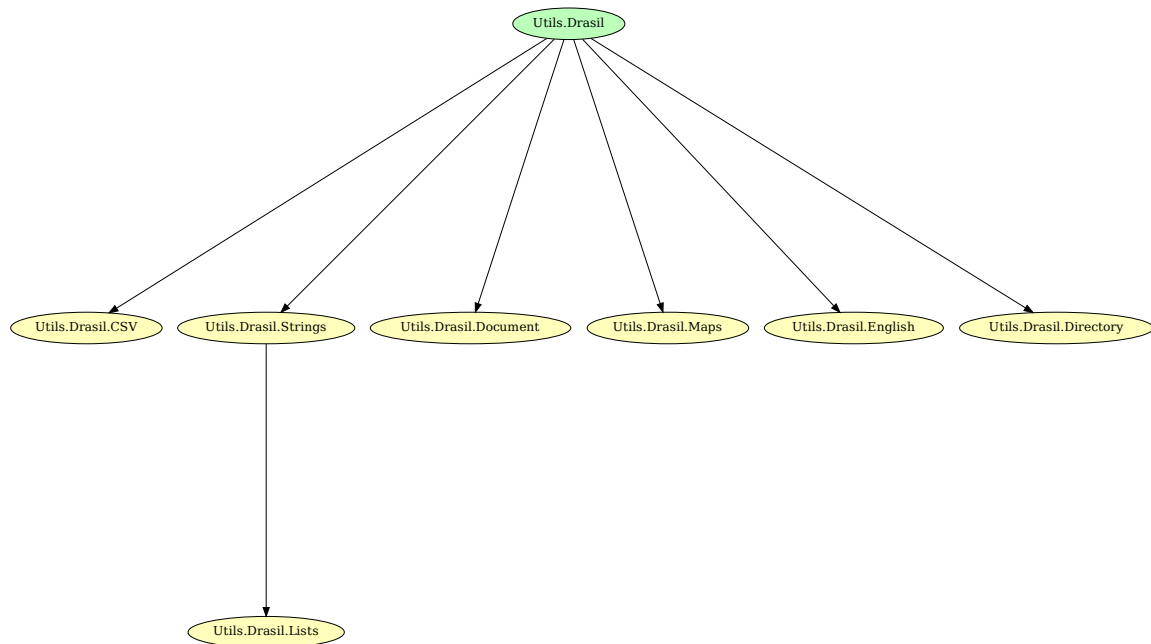 Utils.Drasil
Utils.Drasil.CSV
Utils.Drasil.Strings
Utils.Drasil.Document
Utils.Drasil.Maps
Utils.Drasil.English
Utils.Drasil.Directory
Utils.Drasil.Lists